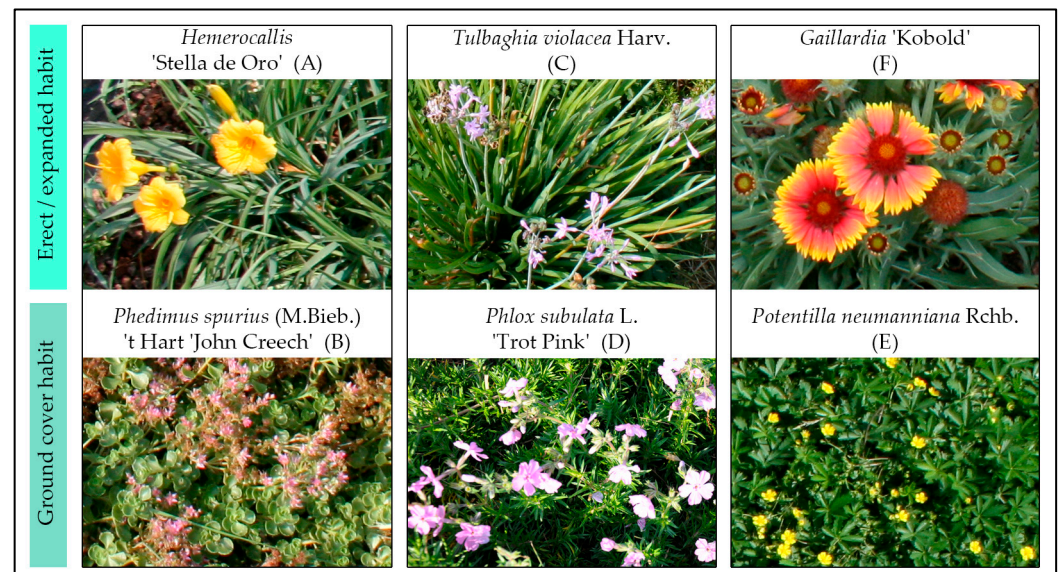 Erect / expanded habit
Hemerocallis
'Stella de Oro' (A)
Tulbaghia violacea Harv.
(C)
Gaillardia 'Kobold'
(F)
Ground cover habit
Phedimus spurius (M.Bieb.)
't Hart 'John Creech' (B)
Phlox subulata L.
'Trot Pink' (D)
Potentilla neumanniana Rchb.
(E)